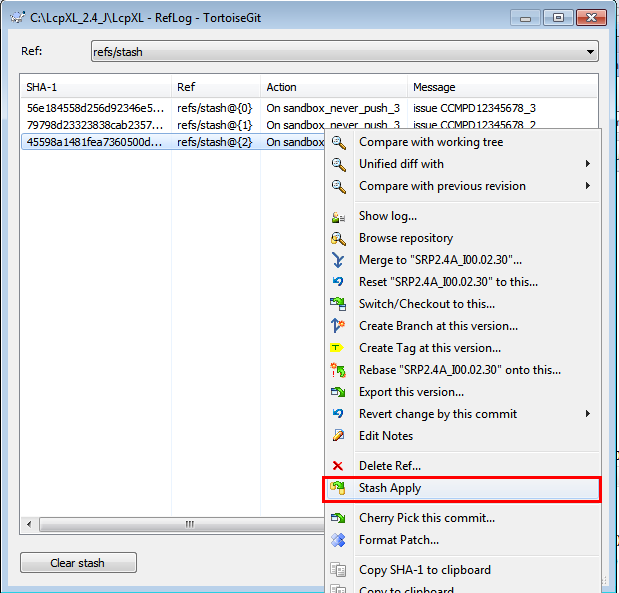 C:\LcpXL_2.4_J\LcpXL - RefLog - TortoiseGit
Ref: refs/stash
SHA-1 Ref Action Message
56e184558d256d92346e5... refs/stash@{0} On sandbox_never_push_3 issue CCMPD12345678_3
79798d23323838cab2357... refs/stash@{1} On sandbox_never_push_3 issue CCMPD12345678_2
45598a1481fea7360500d... refs/stash@{2} On sandbox
Compare with working tree
Unified diff with
Compare with previous revision
Show log...
Browse repository
Merge to "SRP2.4A_I00.02.30"...
Reset "SRP2.4A_I00.02.30" to this...
Switch/Checkout to this...
Create Branch at this version...
Create Tag at this version...
Rebase "SRP2.4A_I00.02.30" onto this...
Export this version...
Revert change by this commit
Edit Notes
Delete Ref...
Stash Apply
Cherry Pick this commit...
Format Patch...
Clear stash
Copy SHA-1 to clipboard
Copy to clipboard